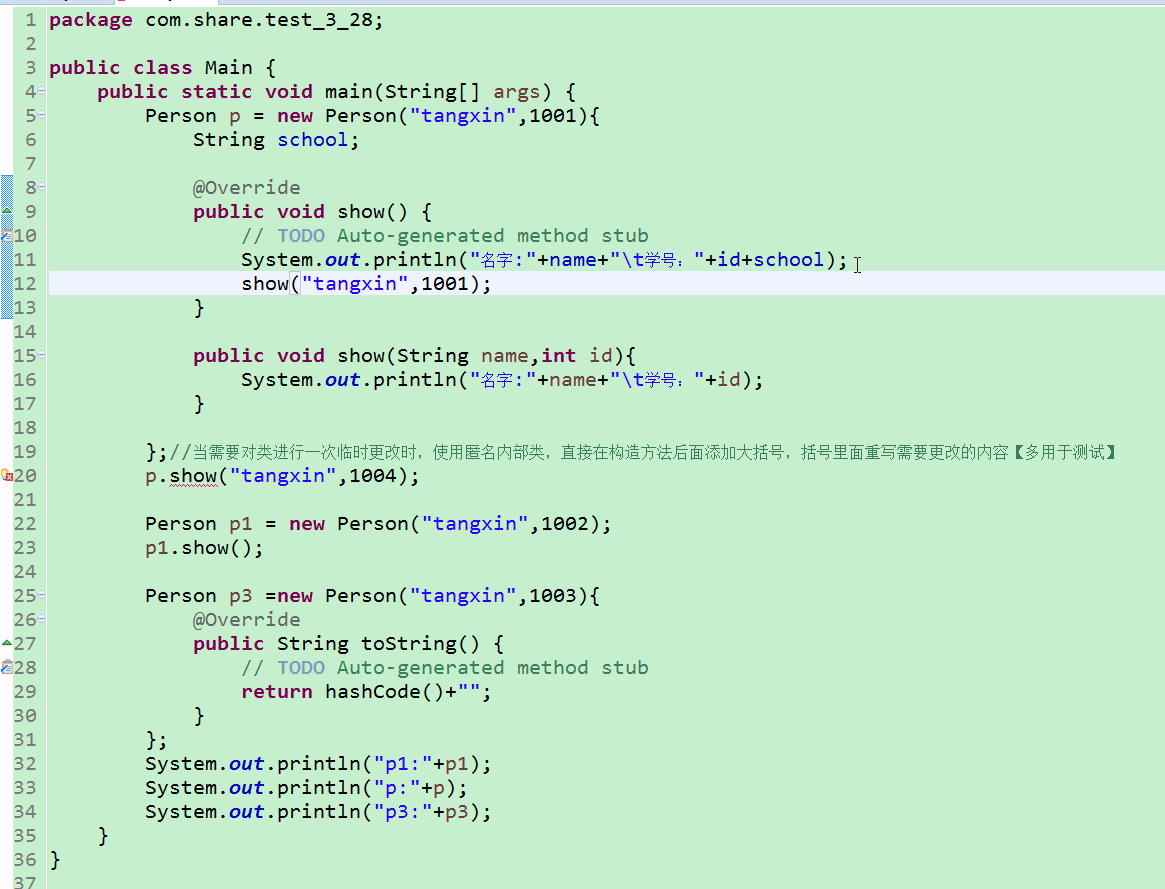 1 package com.share.test_3_28;
2
3 public class Main {
4 public static void main(String[] args) {
5 Person p = new Person("tangxin",1001){
6 String school;
7
8 @Override
9 public void show() {
10 // TODO Auto-generated method stub
11 System.out.println("名字:"+name+"\t学号："+id+school);
12 show("tangxin",1001);
13 }
14
15 public void show(String name,int id){
16 System.out.println("名字:"+name+"\t学号："+id);
17 }
18
19 };//当需要对类进行一次临时更改时，使用匿名内部类，直接在构造方法后面添加大括号，括号里面重写需要更改的内容【多用于测试】
20 p.show("tangxin",1004);
21
22 Person p1 = new Person("tangxin",1002);
23 p1.show();
24
25 Person p3 =new Person("tangxin",1003){
26 @Override
27 public String toString() {
28 // TODO Auto-generated method stub
29 return hashCode()+"";
30 }
31 };
32 System.out.println("p1:"+p1);
33 System.out.println("p:"+p);
34 System.out.println("p3:"+p3);
35 }
36 }
37